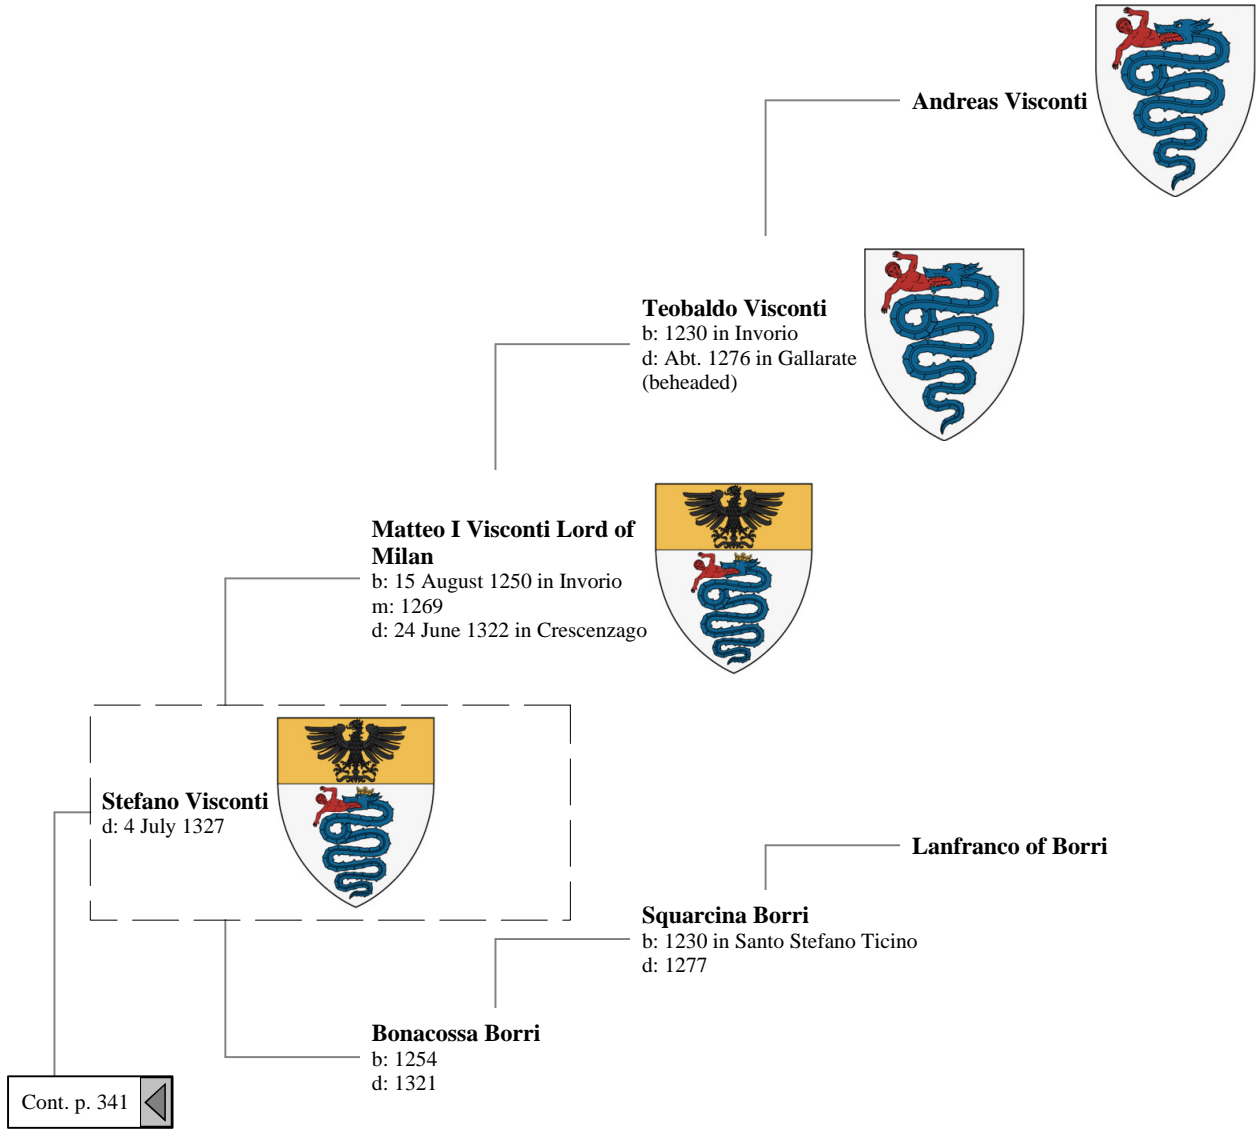 Andreas Visconti
Teobaldo Visconti
b: 1230 in Invorio
d: Abt. 1276 in Gallarate
(beheaded)
Matteo I Visconti Lord of
Milan
b: 15 August 1250 in Invorio
m: 1269
d: 24 June 1322 in Crescenzago
Stefano Visconti
d: 4 July 1327
Lanfranco of Borri
Squarcina Borri
b: 1230 in Santo Stefano Ticino
d: 1277
Bonacossa Borri
b: 1254
d: 1321
Cont. p. 341